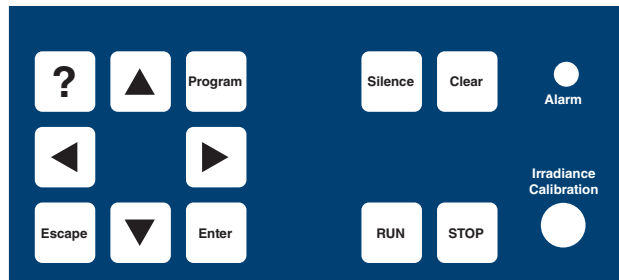 ?
Program
Silence
Clear
Alarm
Irradiance
Calibration
Escape
Enter
RUN
STOP